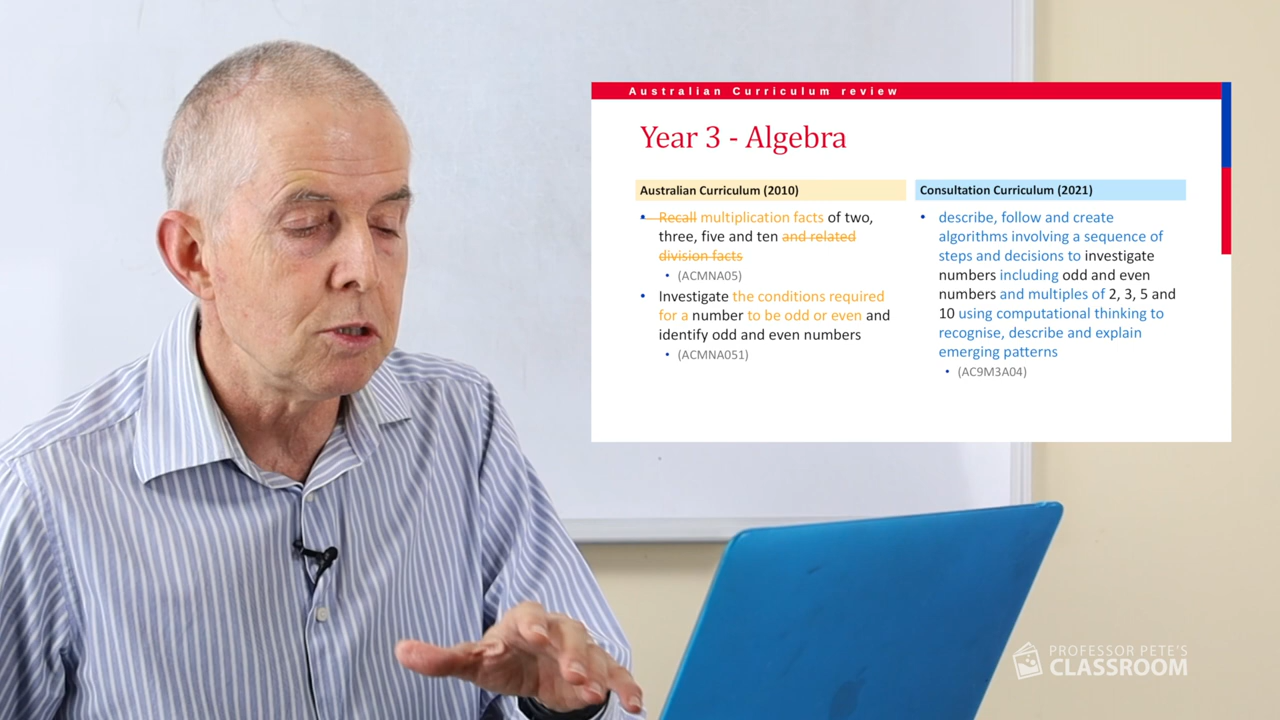 Australian Curriculum review
Year 3 - Algebra
Australian Curriculum (2010)
• Recall multiplication facts of two,
three, five and ten and related
division facts
• (ACMNA05)
• Investigate the conditions required
for a number to be odd or even and
identify odd and even numbers
• (ACMNA051)
Consultation Curriculum (2021)
• describe, follow and create
algorithms involving a sequence of
steps and decisions to investigate
numbers including odd and even
numbers and multiples of 2, 3, 5 and
10 using computational thinking to
recognise, describe and explain
emerging patterns
• (AC9M3A04)
PROFESSOR PETE'S
CLASSROOM